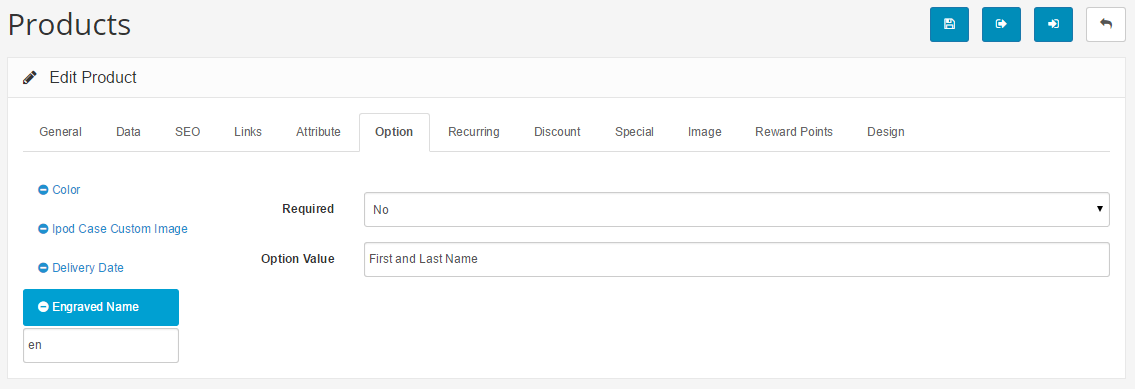 Products
Edit Product
General Data SEO Links Attribute Option Recurring Discount Special Image Reward Points Design
Color
Ipod Case Custom Image
Delivery Date
Engraved Name
en
Required No
Option Value First and Last Name